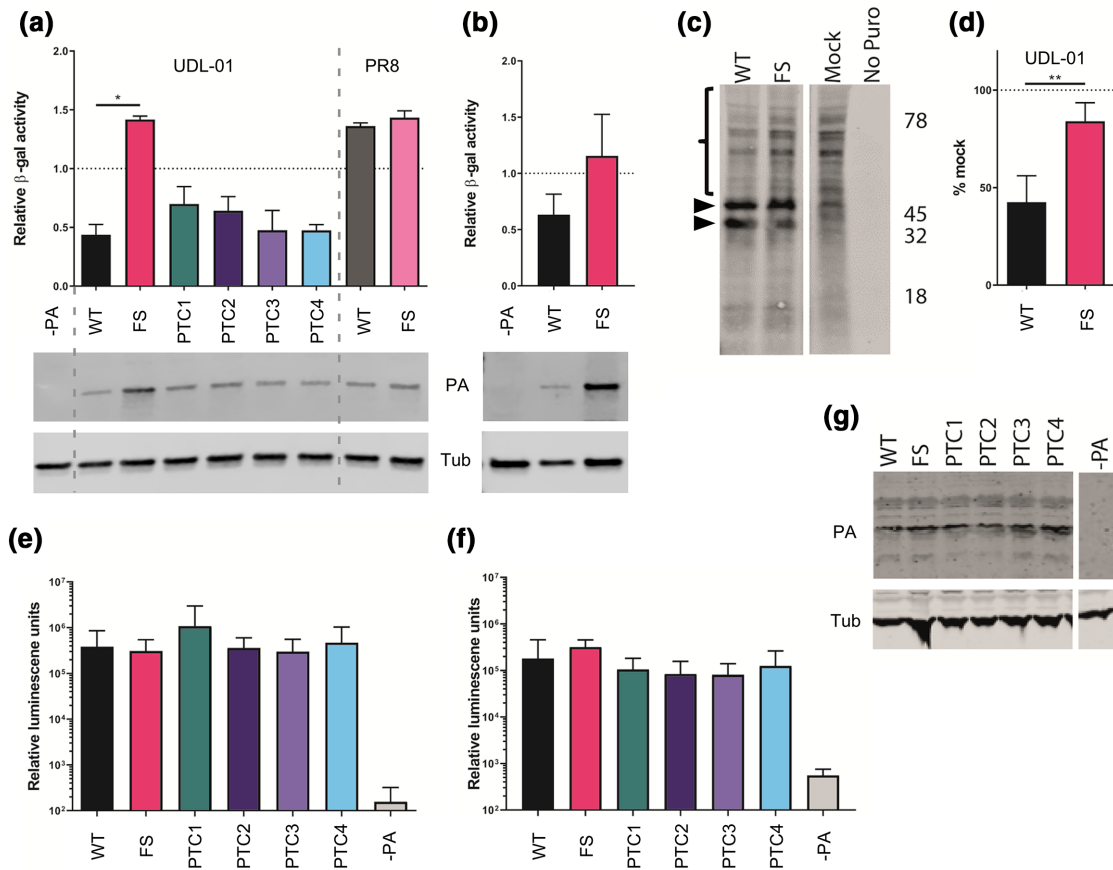 (a)
2.0
1.5
1.0
0.5
0.0
Relative β-gal activity
UDL-01
PR8
*
-PA
WT
FS
PTC1
PTC2
PTC3
PTC4
WT
FS
PA
Tub
(b)
2.0
1.5
1.0
0.5
0.0
Relative β-gal activity
-PA
WT
FS
(c)
WT
FS
Mock
No Puro
78
45
32
18
(d)
UDL-01
**
100
50
0
% mock
WT
FS
(g)
WT
FS
PTC1
PTC2
PTC3
PTC4
-PA
PA
Tub
(e)
10⁷
10⁶
10⁵
10⁴
10³
10²
Relative luminescene units
WT
FS
PTC1
PTC2
PTC3
PTC4
-PA
(f)
10⁷
10⁶
10⁵
10⁴
10³
10²
Relative luminescene units
WT
FS
PTC1
PTC2
PTC3
PTC4
-PA